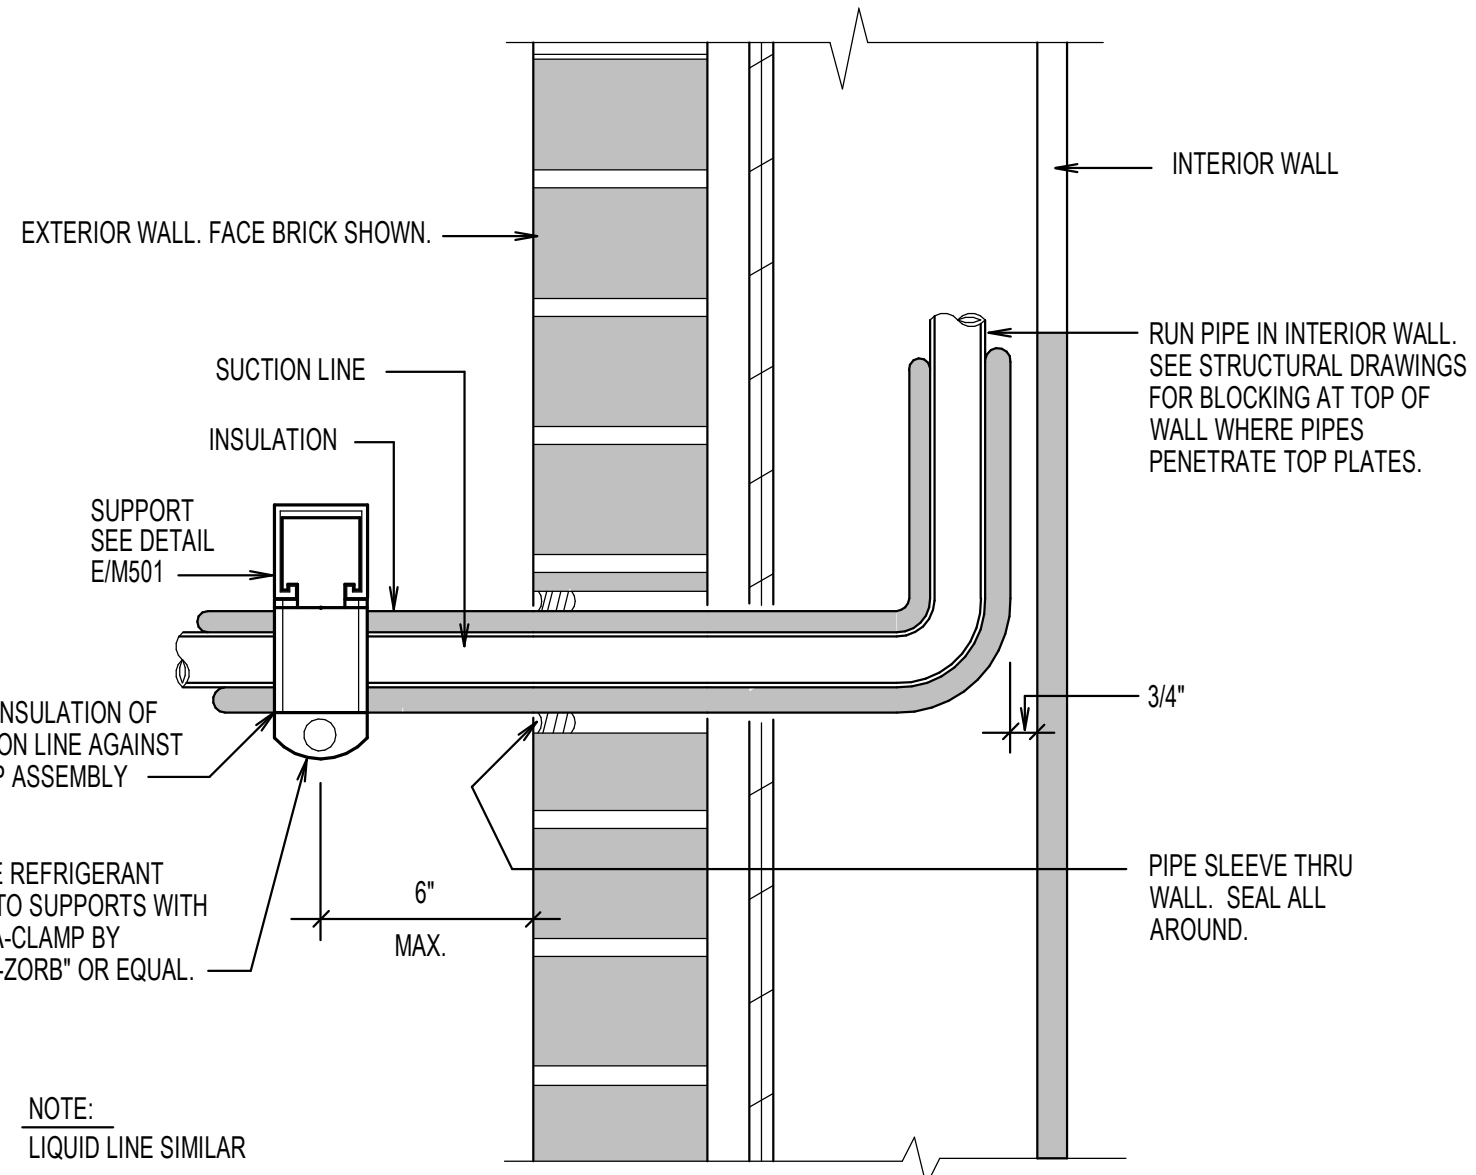 INTERIOR WALL
EXTERIOR WALL. FACE BRICK SHOWN.
RUN PIPE IN INTERIOR WALL.
SEE STRUCTURAL DRAWINGS
FOR BLOCKING AT TOP OF
WALL WHERE PIPES
PENETRATE TOP PLATES.
SUCTION LINE
INSULATION
SUPPORT
SEE DETAIL
E/M501
3/4"
INSULATION OF
LINE AGAINST
ASSEMBLY
PIPE SLEEVE THRU
WALL. SEAL ALL
AROUND.
REFRIGERANT
TO SUPPORTS WITH
A-CLAMP BY
-ZORB" OR EQUAL.
6"
MAX.
NOTE:
LIQUID LINE SIMILAR